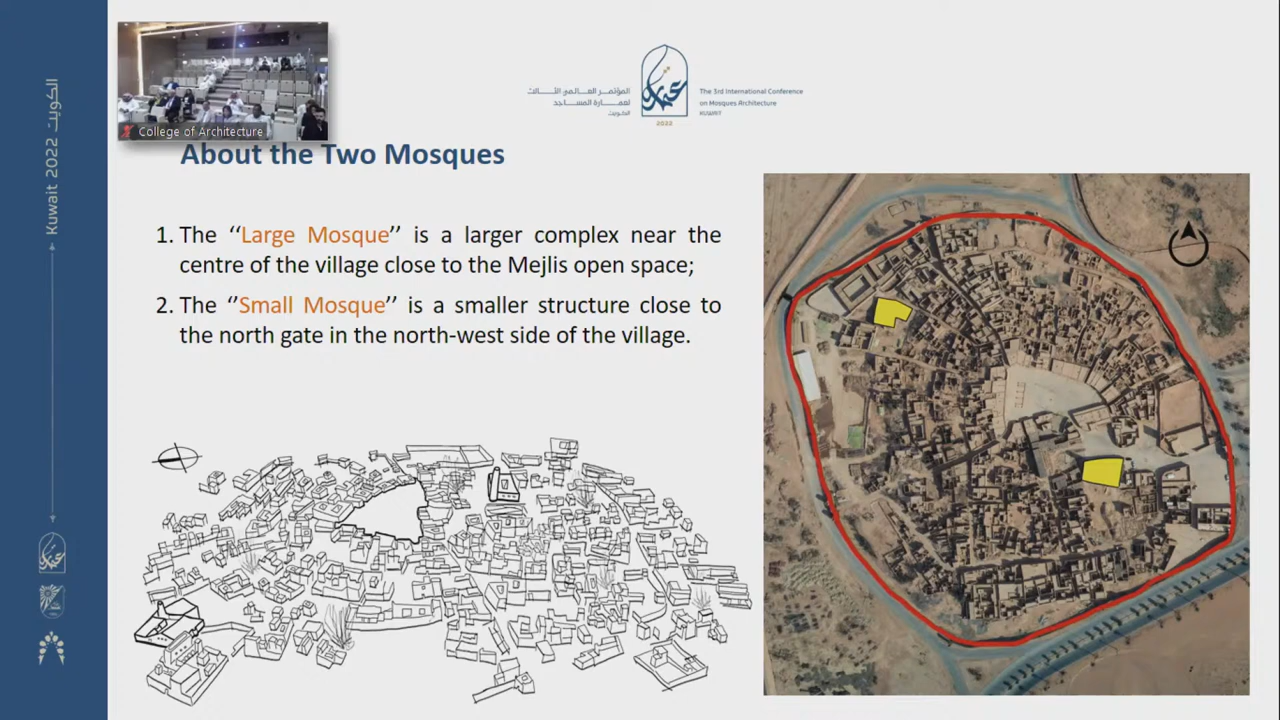 College of Architecture
المؤتمر العالمي الثالث
لعمارة المساجد
الكويت
The 3rd International Conference
on Mosques Architecture
KUWAIT
2022
Kuwait 2022 الكويت
About the Two Mosques
1. The ‘‘Large Mosque’’ is a larger complex near the
centre of the village close to the Mejlis open space;
2. The ‘‘Small Mosque’’ is a smaller structure close to
the north gate in the north-west side of the village.